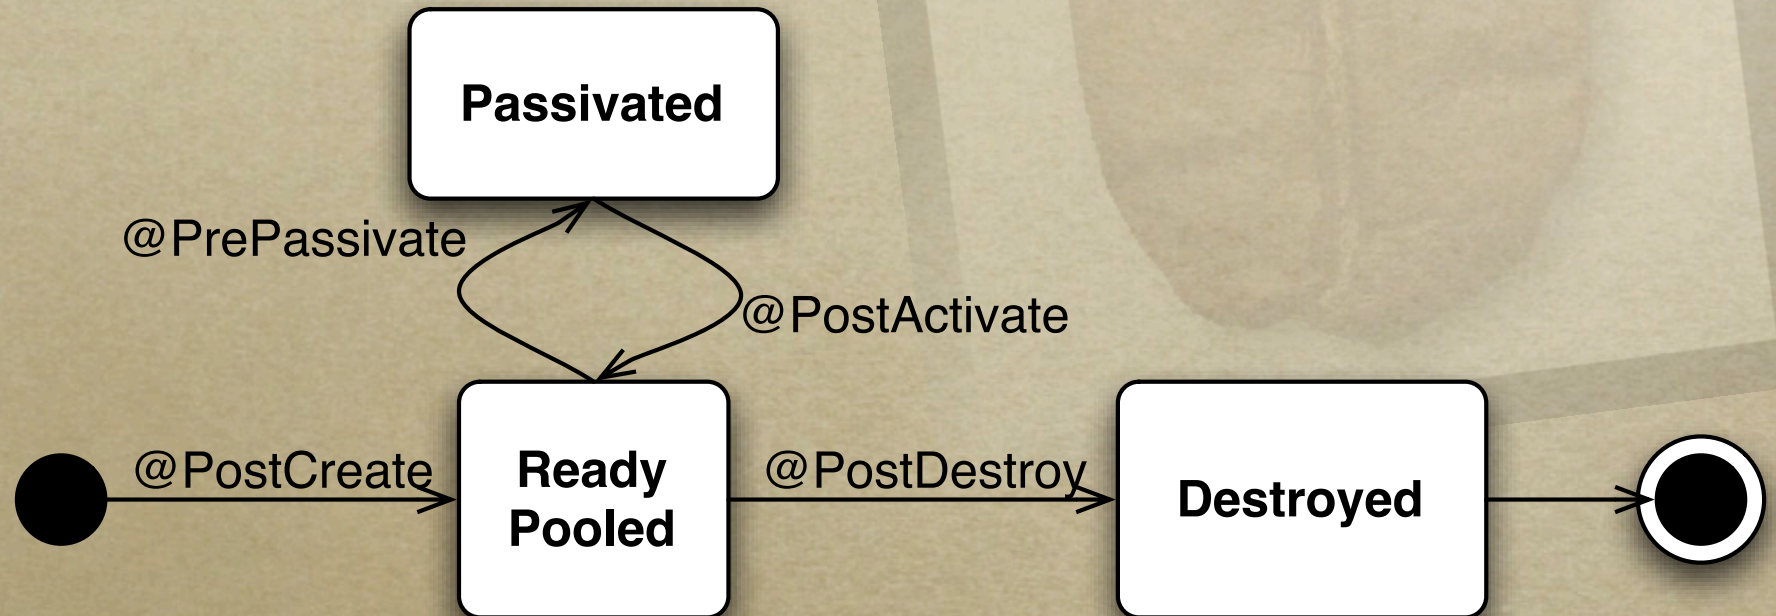 Passivated
@PrePassivate
@PostActivate
@PostCreate
Ready
Pooled
@PostDestroy
Destroyed